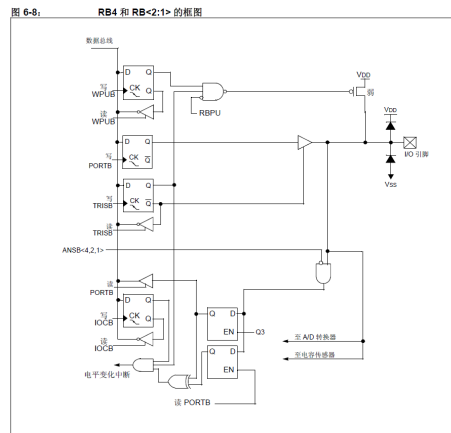 图 6-8： RB4 和 RB<2:1> 的框图
数据总线
D Q
写
WPUB
CK Q
VDD
弱
RBPU
读
WPUB
VDD
D Q
I/O 引脚
写
PORTB
CK Q
VSS
D Q
写
TRISB
CK Q
读
TRISB
ANSB<4,2,1>
读
PORTB
D Q
Q D
写
IOCB
CK Q
EN
Q3
至 A/D 转换器
读
IOCB
Q D
至电容传感器
EN
电平变化中断
读 PORTB